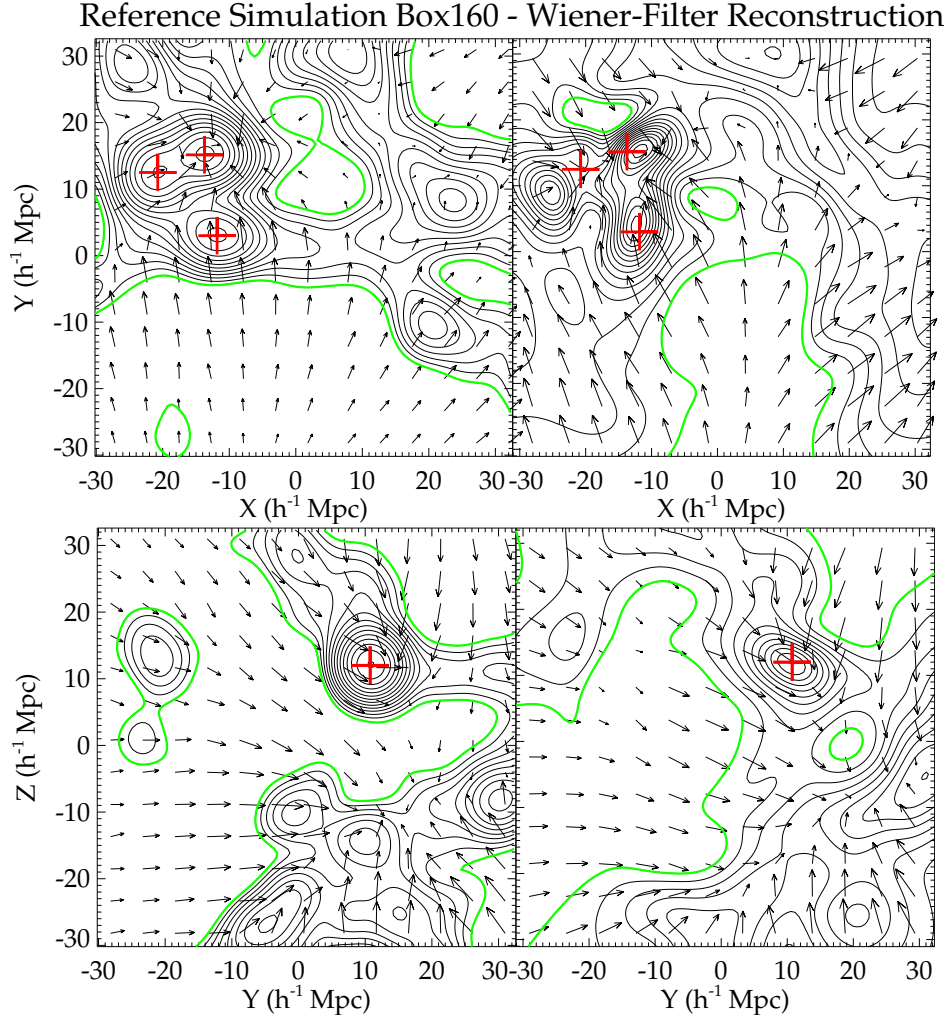 Reference Simulation Box160 - Wiener-Filter Reconstruction
30
20
10
0
-10
-20
-30
Y (h⁻¹ Mpc)
-30 -20 -10 0 10 20 30
X (h⁻¹ Mpc)
-30 -20 -10 0 10 20 30
X (h⁻¹ Mpc)
30
20
10
0
-10
-20
-30
Z (h⁻¹ Mpc)
-30 -20 -10 0 10 20 30
Y (h⁻¹ Mpc)
-30 -20 -10 0 10 20 30
Y (h⁻¹ Mpc)